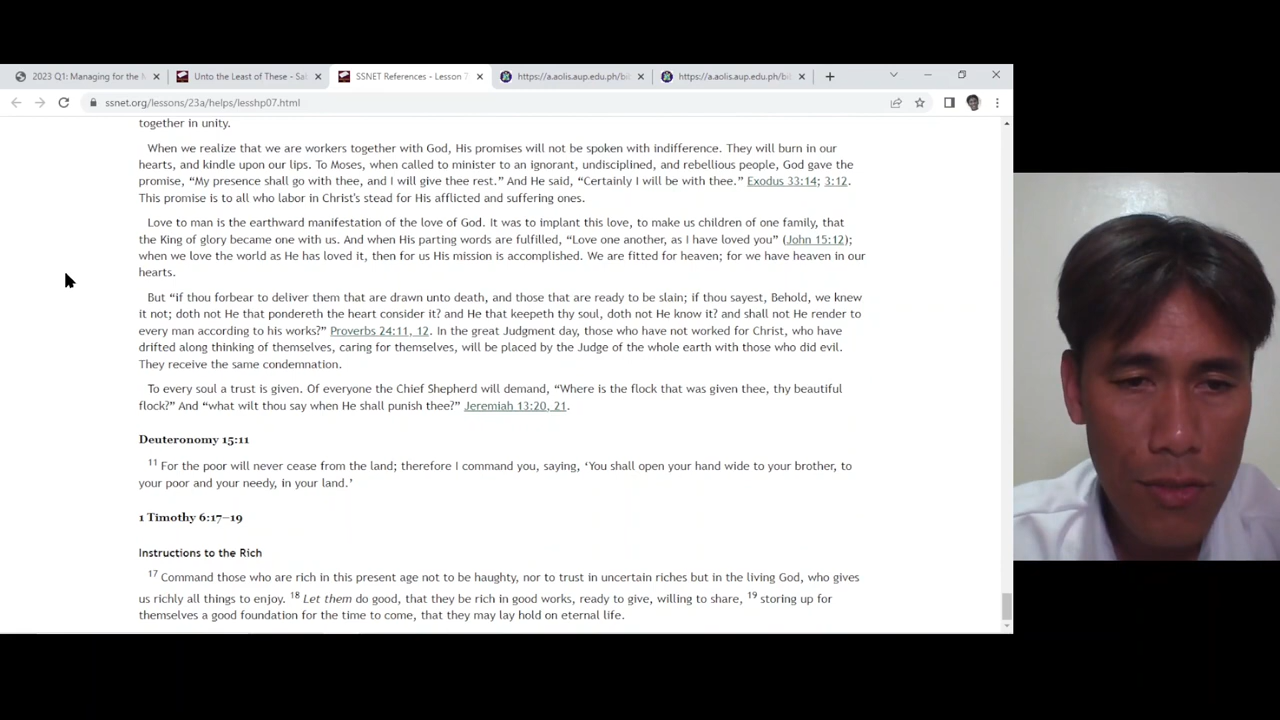 2023 Q1: Managing for the M
Unto the Least of These - Sa
SSNET References - Lesson 7
https://a.aolis.aup.edu.ph/bi
https://a.aolis.aup.edu.ph/bi
ssnet.org/lessons/23a/helps/lesshp07.html
together in unity.
When we realize that we are workers together with God, His promises will not be spoken with indifference. They will burn in our
hearts, and kindle upon our lips. To Moses, when called to minister to an ignorant, undisciplined, and rebellious people, God gave the
promise, “My presence shall go with thee, and I will give thee rest.” And He said, “Certainly I will be with thee.” Exodus 33:14; 3:12.
This promise is to all who labor in Christ's stead for His afflicted and suffering ones.
Love to man is the earthward manifestation of the love of God. It was to implant this love, to make us children of one family, that
the King of glory became one with us. And when His parting words are fulfilled, “Love one another, as I have loved you” (John 15:12);
when we love the world as He has loved it, then for us His mission is accomplished. We are fitted for heaven; for we have heaven in our
hearts.
But “if thou forbear to deliver them that are drawn unto death, and those that are ready to be slain; if thou sayest, Behold, we knew
it not; doth not He that pondereth the heart consider it? and He that keepeth thy soul, doth not He know it? and shall not He render to
every man according to his works?” Proverbs 24:11, 12. In the great Judgment day, those who have not worked for Christ, who have
drifted along thinking of themselves, caring for themselves, will be placed by the Judge of the whole earth with those who did evil.
They receive the same condemnation.
To every soul a trust is given. Of everyone the Chief Shepherd will demand, “Where is the flock that was given thee, thy beautiful
flock?” And “what wilt thou say when He shall punish thee?” Jeremiah 13:20, 21.
Deuteronomy 15:11
11 For the poor will never cease from the land; therefore I command you, saying, ‘You shall open your hand wide to your brother, to
your poor and your needy, in your land.’
1 Timothy 6:17–19
Instructions to the Rich
17 Command those who are rich in this present age not to be haughty, nor to trust in uncertain riches but in the living God, who gives
us richly all things to enjoy. 18 Let them do good, that they be rich in good works, ready to give, willing to share, 19 storing up for
themselves a good foundation for the time to come, that they may lay hold on eternal life.